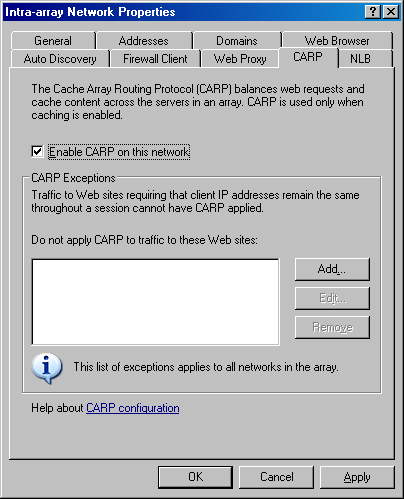 Intra-array Network Properties
General Addresses Domains Web Browser
Auto Discovery Firewall Client Web Proxy CARP NLB
The Cache Array Routing Protocol (CARP) balances web requests and
cache content across the servers in an array. CARP is used only when
caching is enabled.
Enable CARP on this network
CARP Exceptions
Traffic to Web sites requiring that client IP addresses remain the same
throughout a session cannot have CARP applied.
Do not apply CARP to traffic to these Web sites:
Add...
Edit...
Remove
This list of exceptions applies to all networks in the array.
Help about CARP configuration
OK Cancel Apply